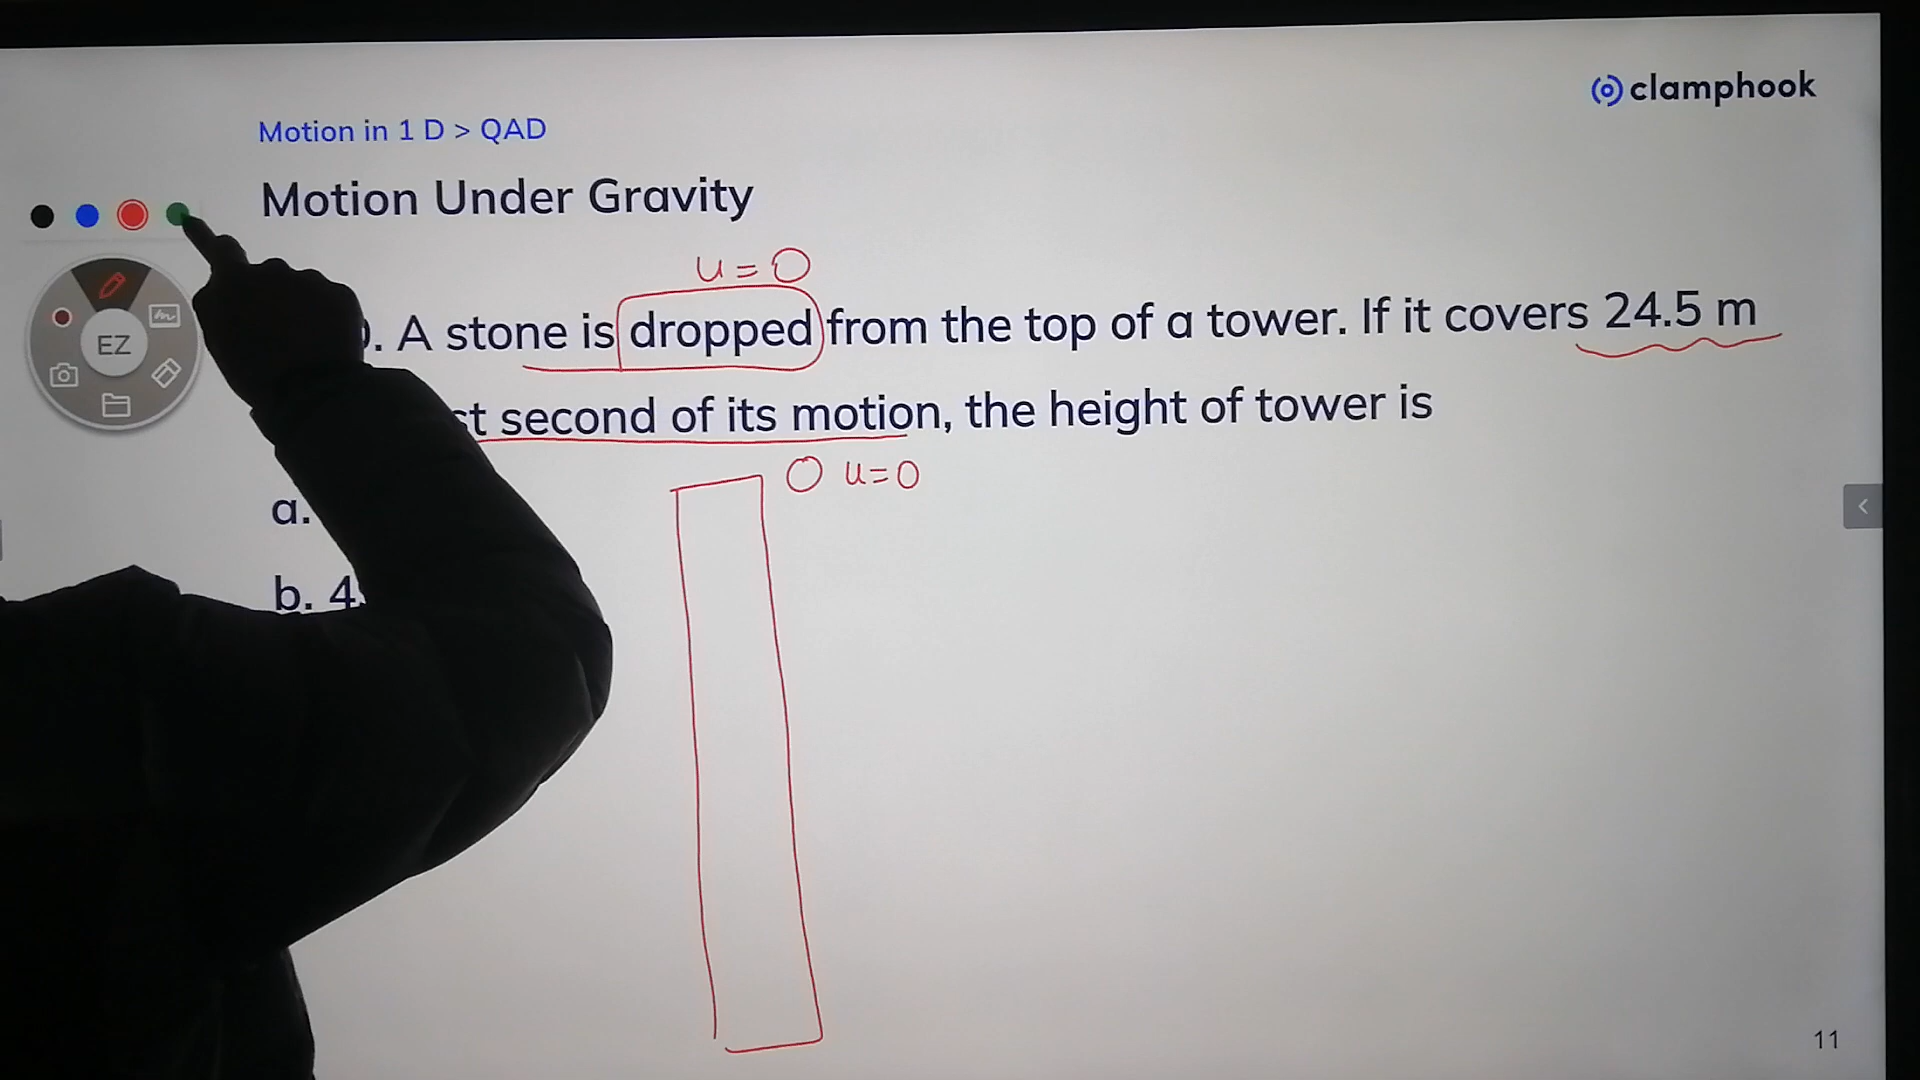 clamphook
Motion in 1 D > QAD
Motion Under Gravity
u = 0
. A stone is dropped from the top of a tower. If it covers 24.5 m
second of its motion, the height of tower is
u=0
EZ
a.
b. 4
11